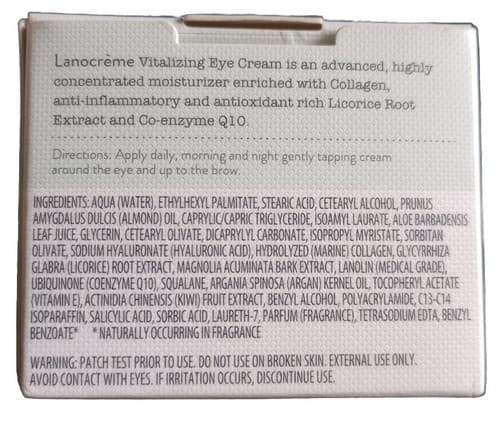 Lanocrème Vitalizing Eye Cream is an advanced, highly
concentrated moisturizer enriched with Collagen,
anti-inflammatory and antioxidant rich Licorice Root
Extract and Co-enzyme Q10.
Directions: Apply daily, morning and night gently tapping cream
around the eye and up to the brow.
INGREDIENTS: AQUA (WATER), ETHYLHEXYL PALMITATE, STEARIC ACID, CETEARYL ALCOHOL, PRUNUS
AMYGDALUS DULCIS (ALMOND) OIL, CAPRYLIC/CAPRIC TRIGLYCERIDE, ISOAMYL LAURATE, ALOE BARBADENSIS
LEAF JUICE, GLYCERIN, CETEARYL OLIVATE, DICAPRYLYL CARBONATE, ISOPROPYL MYRISTATE, SORBITAN
OLIVATE, SODIUM HYALURONATE (HYALURONIC ACID), HYDROLYZED (MARINE) COLLAGEN, GLYCYRRHIZA
GLABRA (LICORICE) ROOT EXTRACT, MAGNOLIA ACUMINATA BARK EXTRACT, LANOLIN (MEDICAL GRADE),
UBIQUINONE (COENZYME Q10), SQUALANE, ARGANIA SPINOSA (ARGAN) KERNEL OIL, TOCOPHERYL ACETATE
(VITAMIN E), ACTINIDIA CHINENSIS (KIWI) FRUIT EXTRACT, BENZYL ALCOHOL, POLYACRYLAMIDE, C13-C14
ISOPARAFFIN, SALICYLIC ACID, SORBIC ACID, LAURETH-7, PARFUM (FRAGRANCE), TETRASODIUM EDTA, BENZYL
BENZOATE* *NATURALLY OCCURRING IN FRAGRANCE
WARNING: PATCH TEST PRIOR TO USE. DO NOT USE ON BROKEN SKIN. EXTERNAL USE ONLY.
AVOID CONTACT WITH EYES. IF IRRITATION OCCURS, DISCONTINUE USE.